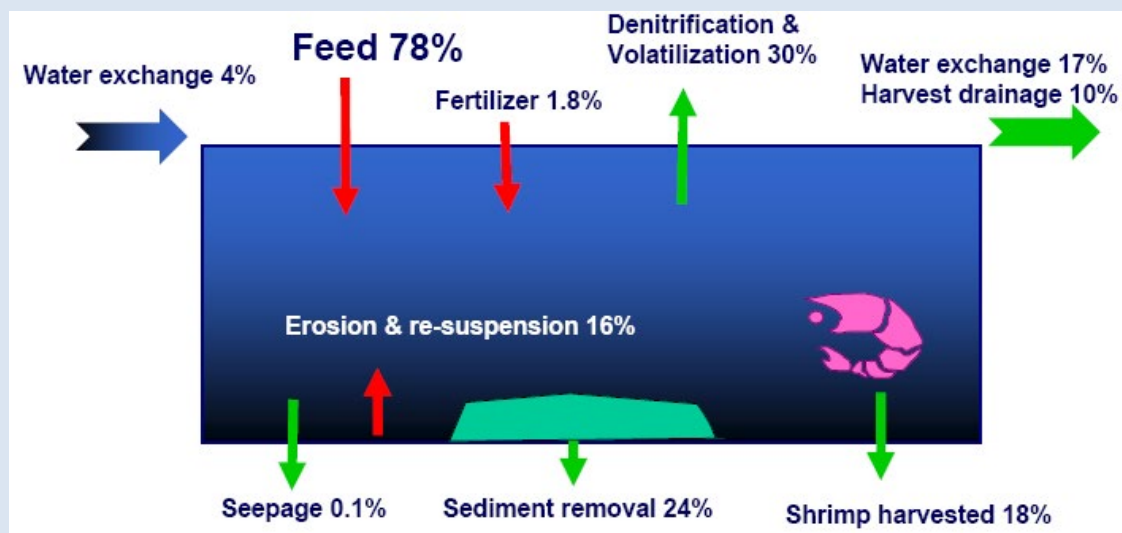 Water exchange 4%
Feed 78%
Fertilizer 1.8%
Denitrification &
Volatilization 30%
Water exchange 17%
Harvest drainage 10%
Erosion & re-suspension 16%
Seepage 0.1%
Sediment removal 24%
Shrimp harvested 18%